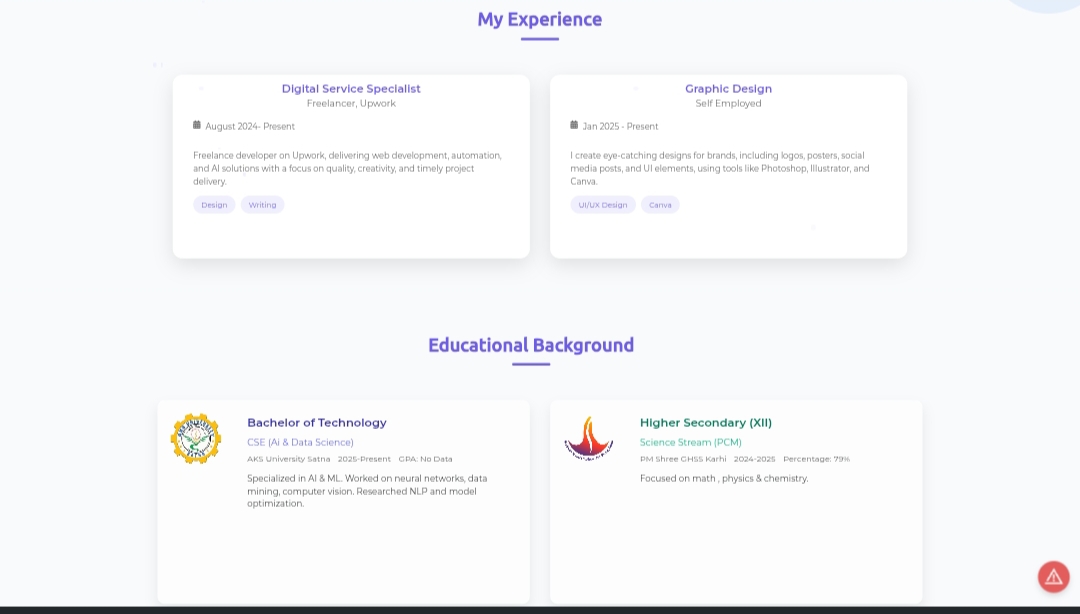 My Experience
Digital Service Specialist
Freelancer, Upwork
August 2024- Present
Freelance developer on Upwork, delivering web development, automation,
and AI solutions with a focus on quality, creativity, and timely project
delivery.
Design Writing
Graphic Design
Self Employed
Jan 2025 - Present
I create eye-catching designs for brands, including logos, posters, social
media posts, and UI elements, using tools like Photoshop, Illustrator, and
Canva.
UI/UX Design Canva
Educational Background
Bachelor of Technology
CSE (Ai & Data Science)
AKS University Satna 2025-Present GPA: No Data
Specialized in AI & ML. Worked on neural networks, data
mining, computer vision. Researched NLP and model
optimization.
Higher Secondary (XII)
Science Stream (PCM)
PM Shree GHSS Karhi 2024-2025 Percentage: 79%
Focused on math , physics & chemistry.